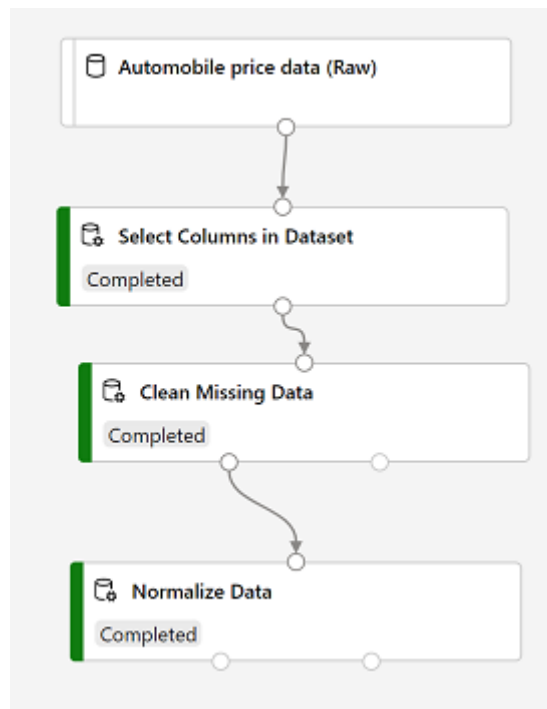 Automobile price data (Raw)
Select Columns in Dataset
Completed
Clean Missing Data
Completed
Normalize Data
Completed